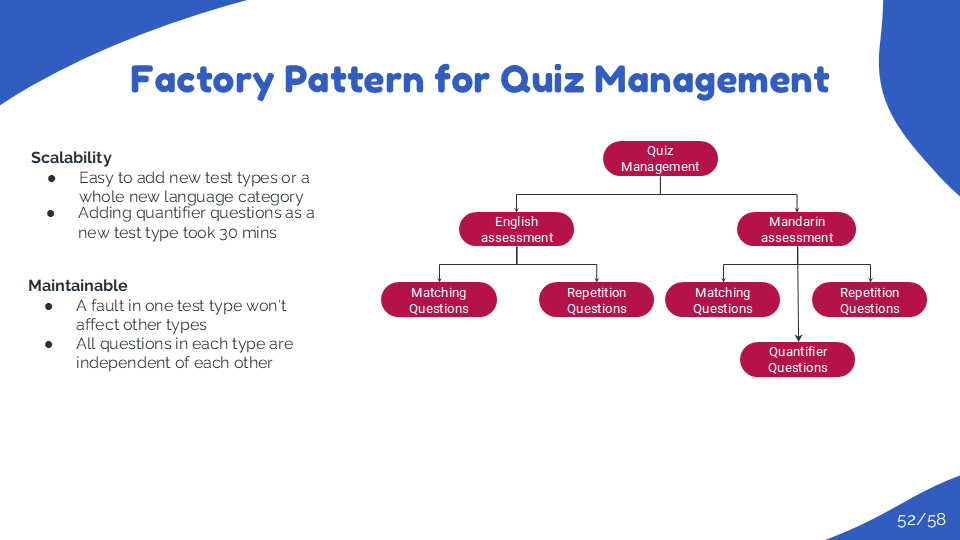 Factory Pattern for Quiz Management
Scalability
● Easy to add new test types or a
whole new language category
● Adding quantifier questions as a
new test type took 30 mins
Maintainable
● A fault in one test type won't
affect other types
● All questions in each type are
independent of each other
Quiz
Management
English
assessment
Mandarin
assessment
Matching
Questions
Repetition
Questions
Matching
Questions
Repetition
Questions
Quantifier
Questions
52/58